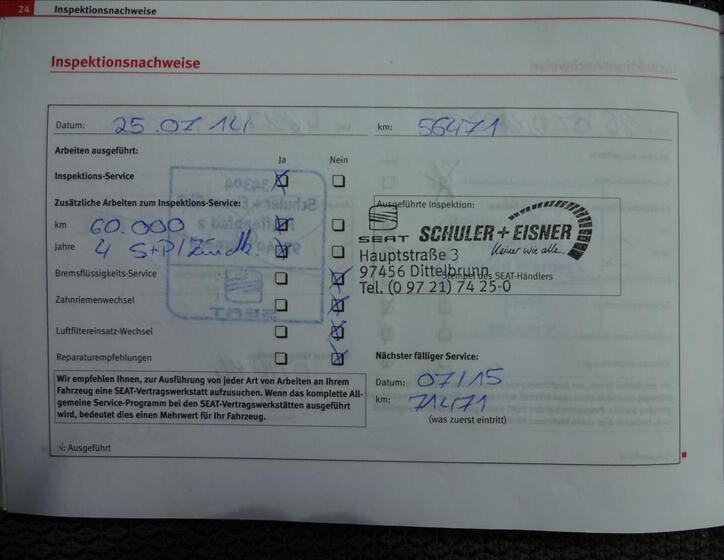 24 Inspektionsnachweise
Inspektionsnachweise
Datum: 25.07.14 km: 56471
Arbeiten ausgeführt:
Ja Nein
Inspektions-Service
Zusätzliche Arbeiten zum Inspektions-Service:
km 60.000
Jahre 4 S+P/Zündk.
Bremsflüssigkeits-Service
Zahnriemenwechsel
Luftfiltereinsatz-Wechsel
Reparaturempfehlungen
Ausgeführte Inspektion:
SEAT SCHULER + EISNER
Keiner wie alle.
Hauptstraße 3
97456 Dittelbrunn
Stempel des SEAT-Händlers
Tel. (0 97 21) 74 25-0
Nächster fälliger Service:
Datum: 07/15
km: 71471
(was zuerst eintritt)
Wir empfehlen Ihnen, zur Ausführung von jeder Art von Arbeiten an Ihrem
Fahrzeug eine SEAT-Vertragswerkstatt aufzusuchen. Wenn das komplette All-
gemeine Service-Programm bei den SEAT-Vertragswerkstätten ausgeführt
wird, bedeutet dies einen Mehrwert für Ihr Fahrzeug.
√: Ausgeführt